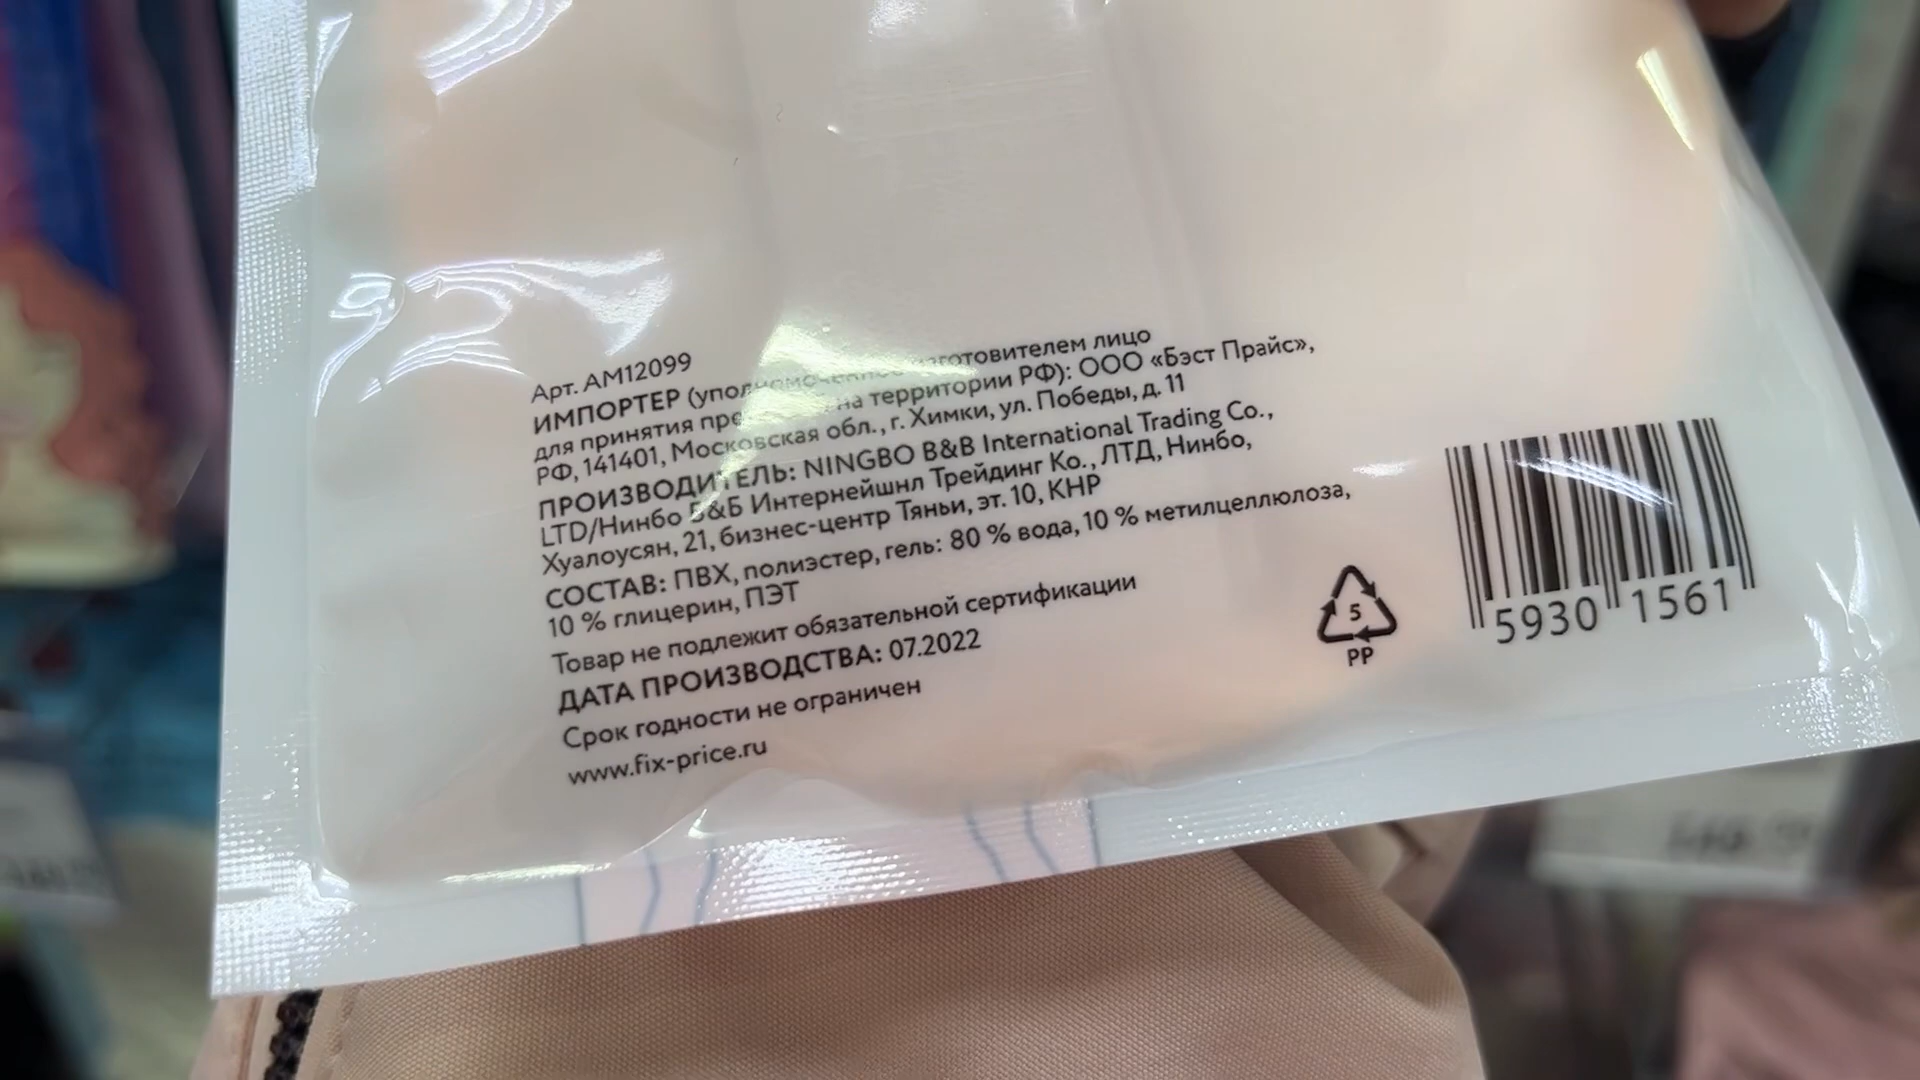 Арт. АМ12099
ИМПОРТЕР (уполномоченное изготовителем лицо
для принятия на территории РФ): ООО «Бэст Прайс»,
РФ, 141401, Московская обл., г. Химки, ул. Победы, д. 11
ПРОИЗВОДИТЕЛЬ: NINGBO B&B International Trading Co.,
LTD/Нинбо Б&Б Интернейшнл Трейдинг Ко., ЛТД, Нинбо,
Хуалоусян, 21, бизнес-центр Тяньи, эт. 10, КНР
СОСТАВ: ПВХ, полиэстер, гель: 80 % вода, 10 % метилцеллюлоза,
10 % глицерин, ПЭТ
Товар не подлежит обязательной сертификации
ДАТА ПРОИЗВОДСТВА: 07.2022
Срок годности не ограничен
www.fix-price.ru
5
PP
5930 1561